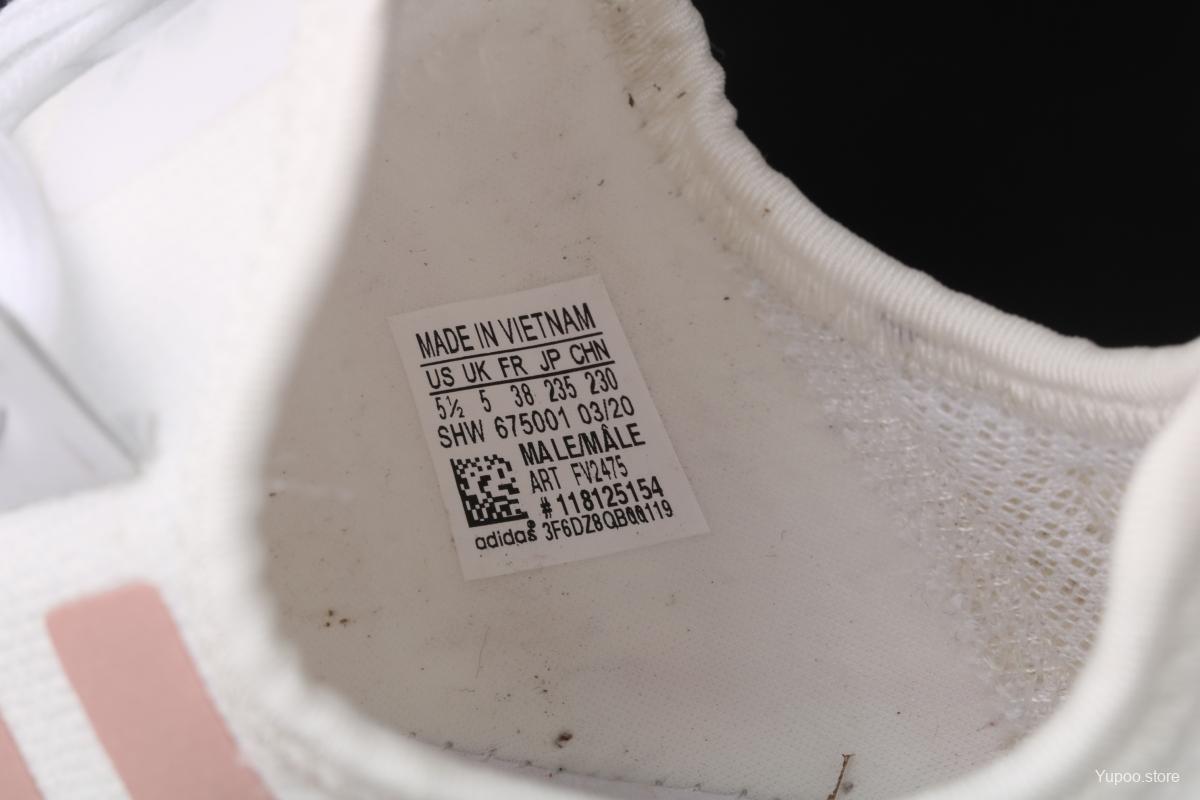 MADE IN VIETNAM
US UK FR JP CHN
5½ 5 38 235 230
SHW 675001 03/20
MALE/MÂLE
ART FV2475
# 118125154
adidas 3F6DZ8QB00119
Yupoo.store